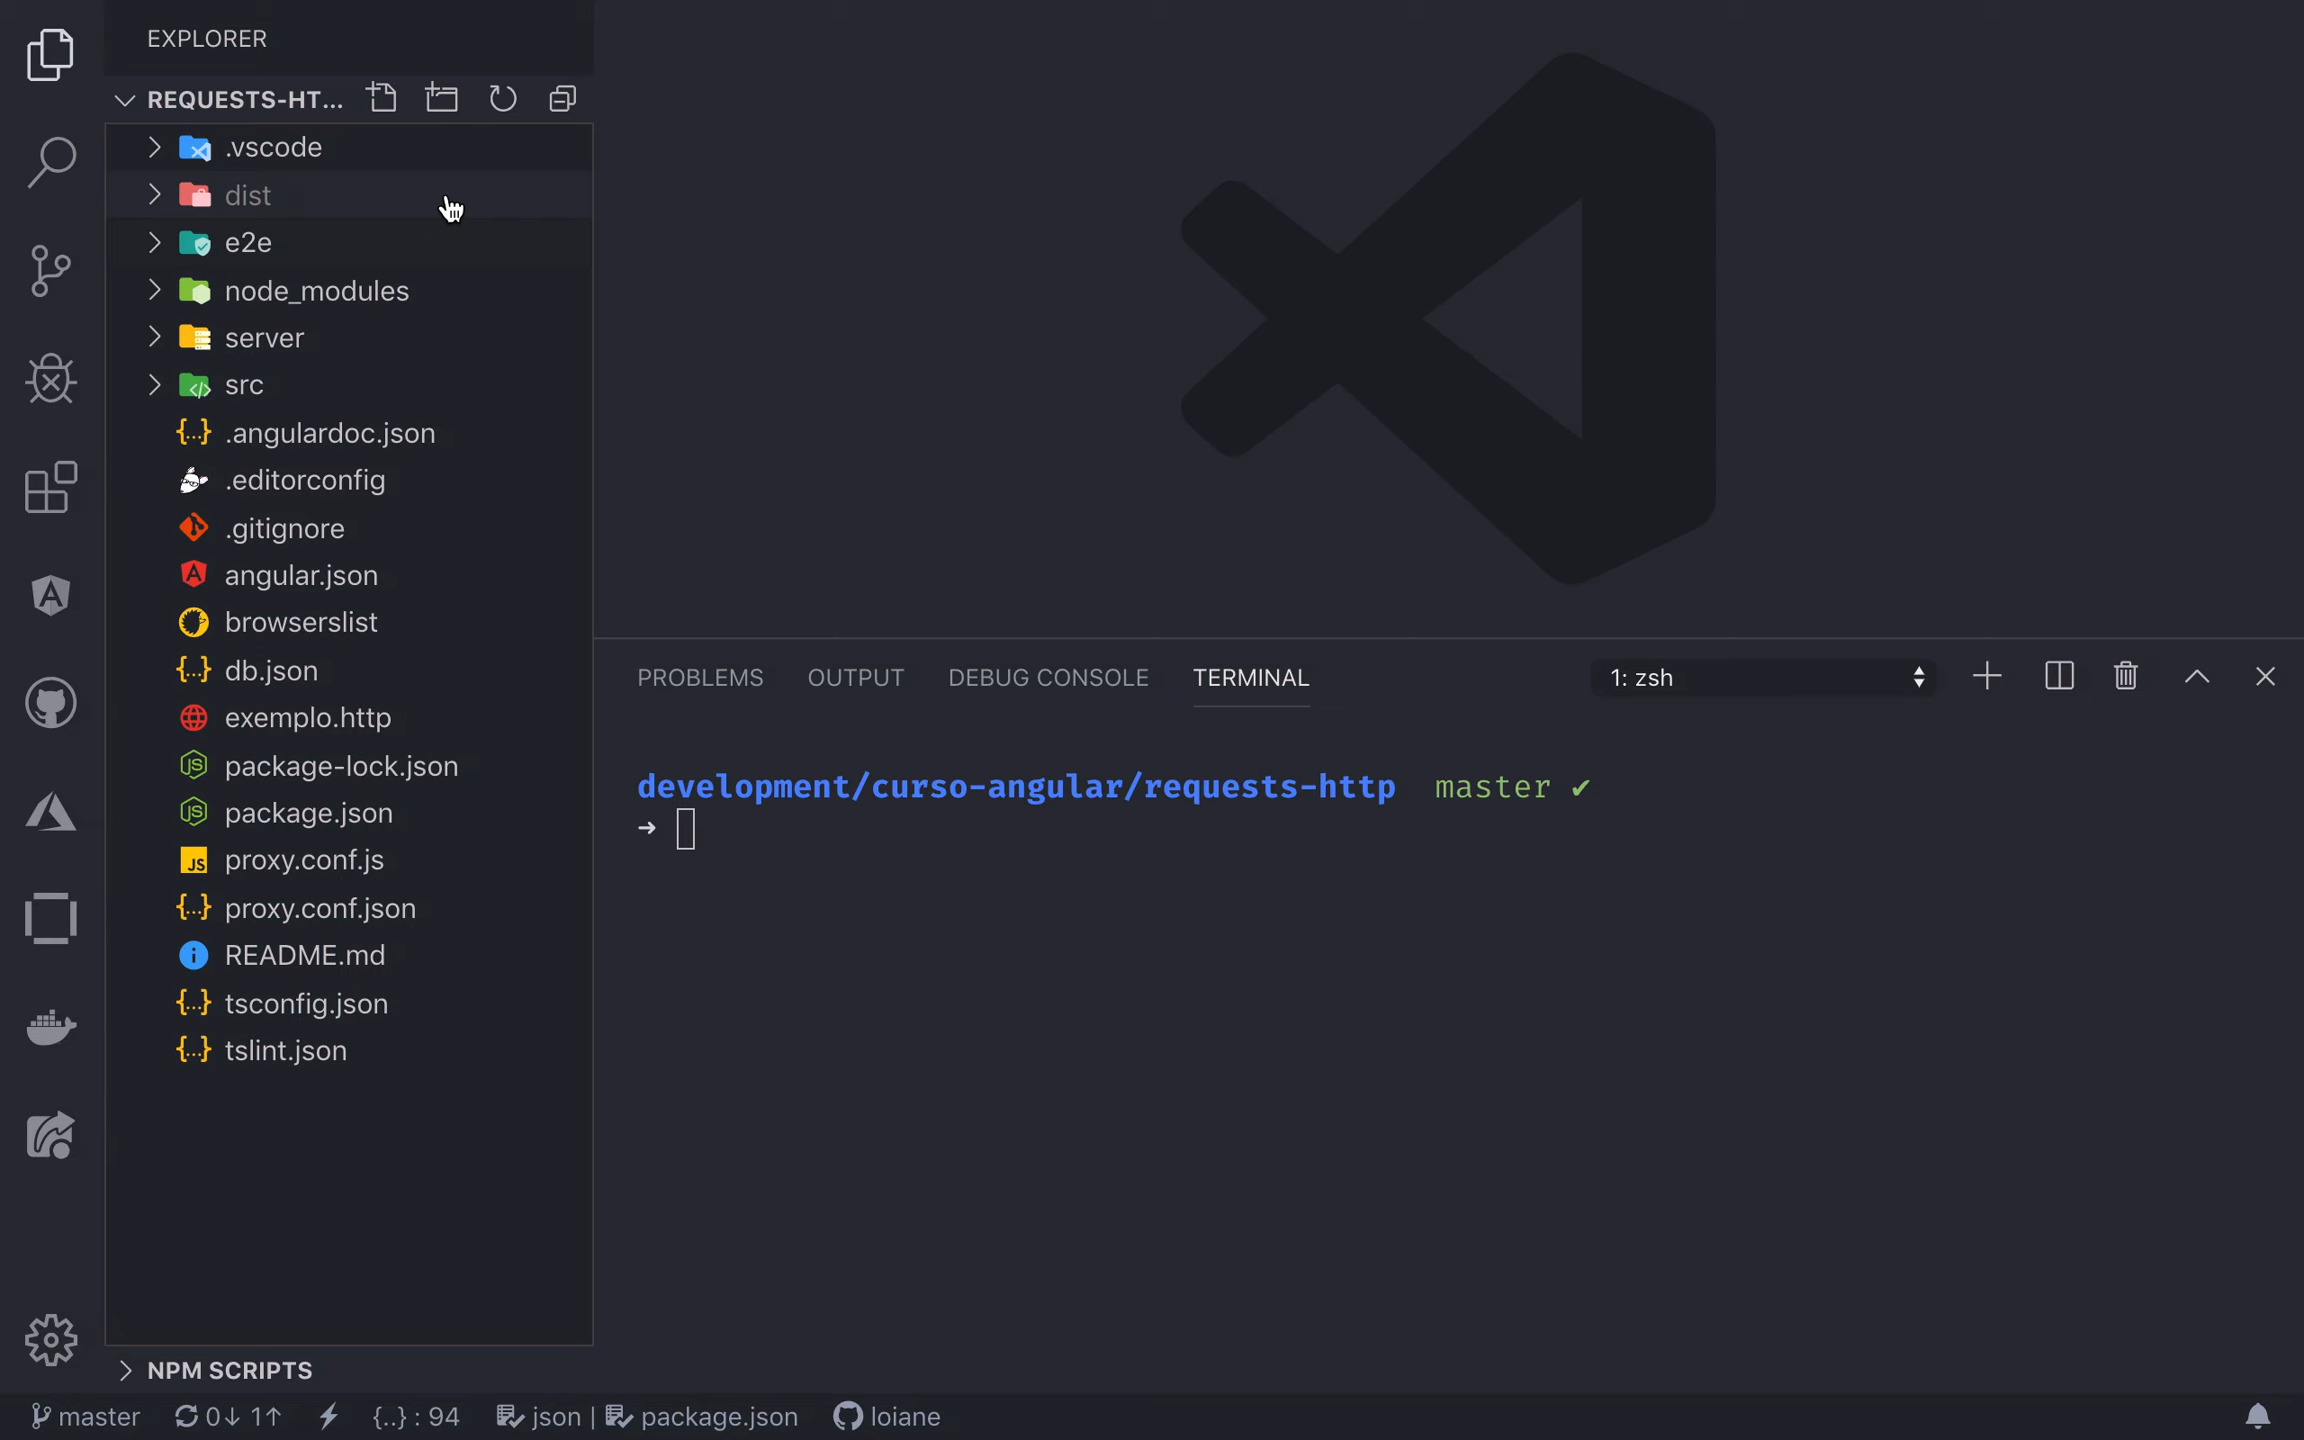 EXPLORER
REQUESTS-HT...
.vscode
dist
e2e
node_modules
server
src
.angulardoc.json
.editorconfig
.gitignore
angular.json
browserslist
db.json
exemplo.http
package-lock.json
package.json
proxy.conf.js
proxy.conf.json
README.md
tsconfig.json
tslint.json
NPM SCRIPTS
PROBLEMS OUTPUT DEBUG CONSOLE TERMINAL 1: zsh
development/curso-angular/requests-http master ✔
➜
master 0↓ 1↑ {..} : 94 json | package.json loiane